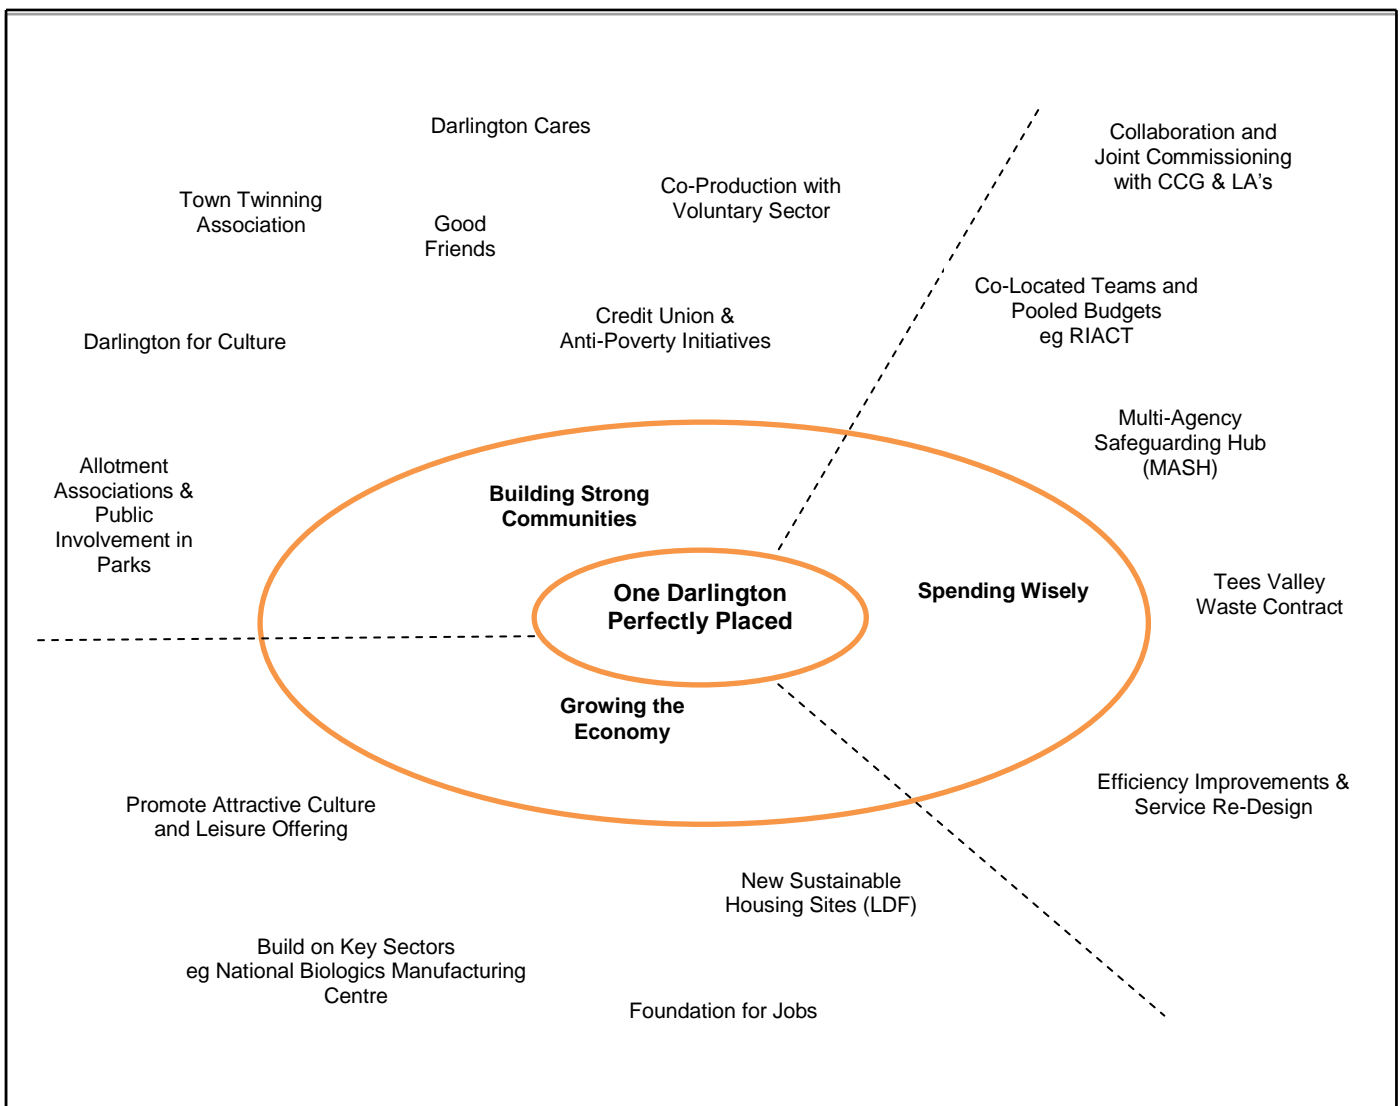 Darlington Cares
Collaboration and
Joint Commissioning
with CCG & LA's
Town Twinning
Association
Good
Friends
Co-Production with
Voluntary Sector
Co-Located Teams and
Pooled Budgets
eg RIACT
Darlington for Culture
Credit Union &
Anti-Poverty Initiatives
Multi-Agency
Safeguarding Hub
(MASH)
Allotment
Associations &
Public
Involvement in
Parks
Building Strong
Communities
One Darlington
Perfectly Placed
Spending Wisely
Tees Valley
Waste Contract
Growing the
Economy
Efficiency Improvements &
Service Re-Design
Promote Attractive Culture
and Leisure Offering
New Sustainable
Housing Sites (LDF)
Build on Key Sectors
eg National Biologics Manufacturing
Centre
Foundation for Jobs